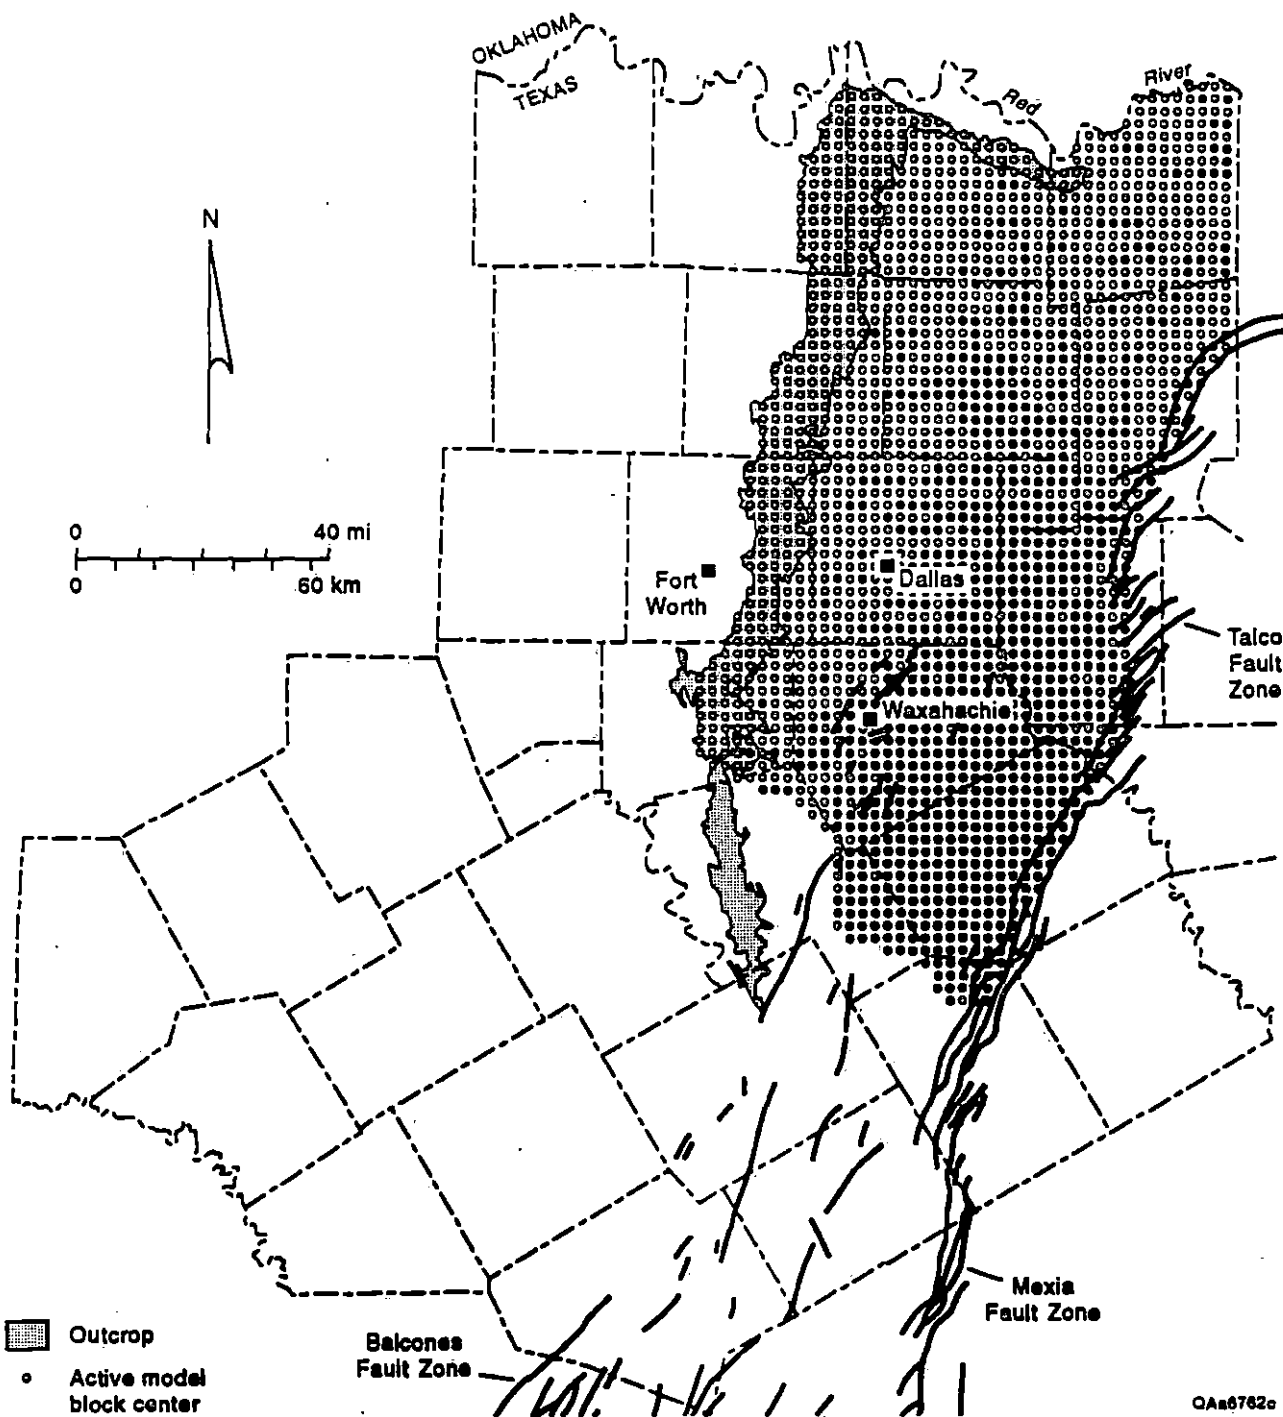 OKLAHOMA
TEXAS
Red
River
N
0 40 mi
0 60 km
Fort
Worth
Dallas
Waxahachie
Talco
Fault
Zone
Mexia
Fault Zone
Balcones
Fault Zone
Outcrop
Active model
block center
QAa6762c